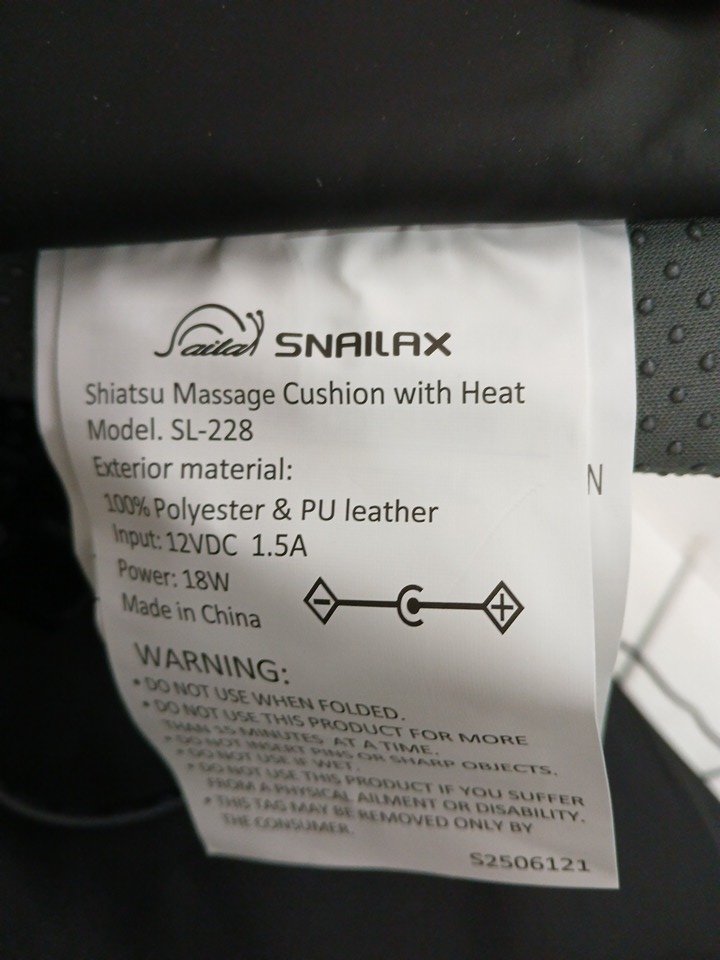 Snailax SNAILAX
Shiatsu Massage Cushion with Heat
Model. SL-228
Exterior material:
100% Polyester & PU leather
Input: 12VDC 1.5A
Power: 18W
Made in China
- +
WARNING:
• DO NOT USE WHEN FOLDED.
• DO NOT USE THIS PRODUCT FOR MORE
THAN 15 MINUTES AT A TIME.
• DO NOT INSERT PINS OR SHARP OBJECTS.
• DO NOT USE IF WET.
• DO NOT USE THIS PRODUCT IF YOU SUFFER
FROM A PHYSICAL AILMENT OR DISABILITY.
• THIS TAG MAY BE REMOVED ONLY BY
THE CONSUMER.
S2506121
N